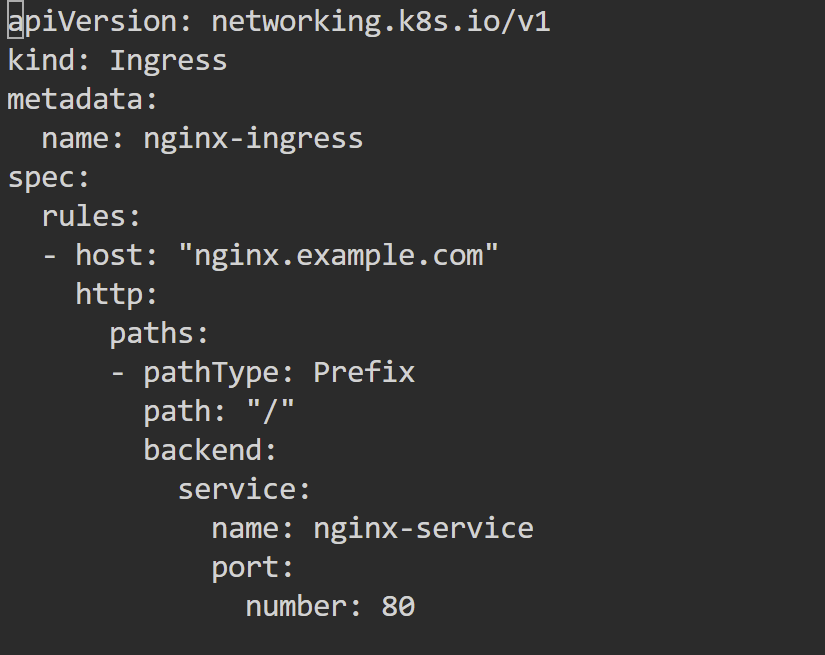 apiVersion: networking.k8s.io/v1
kind: Ingress
metadata:
  name: nginx-ingress
spec:
  rules:
  - host: "nginx.example.com"
    http:
      paths:
      - pathType: Prefix
        path: "/"
        backend:
          service:
            name: nginx-service
            port:
              number: 80